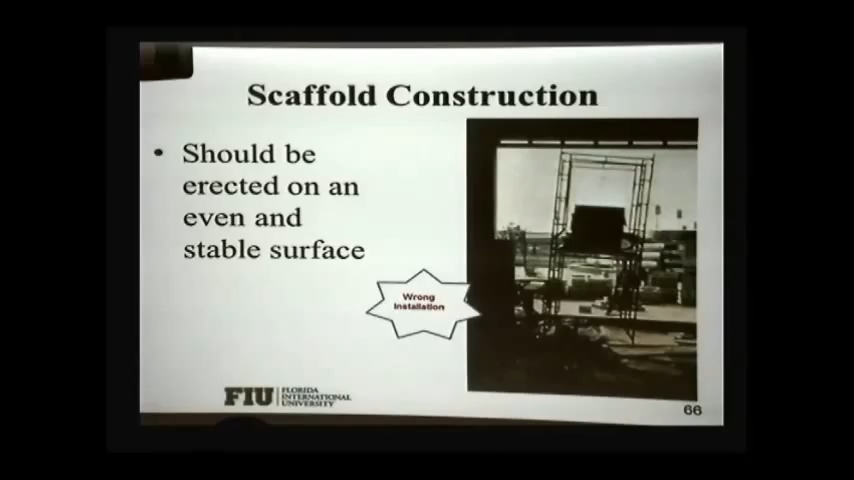 Scaffold Construction
• Should be
erected on an
even and
stable surface
Wrong
Installation
FIU FLORIDA
INTERNATIONAL
UNIVERSITY
66